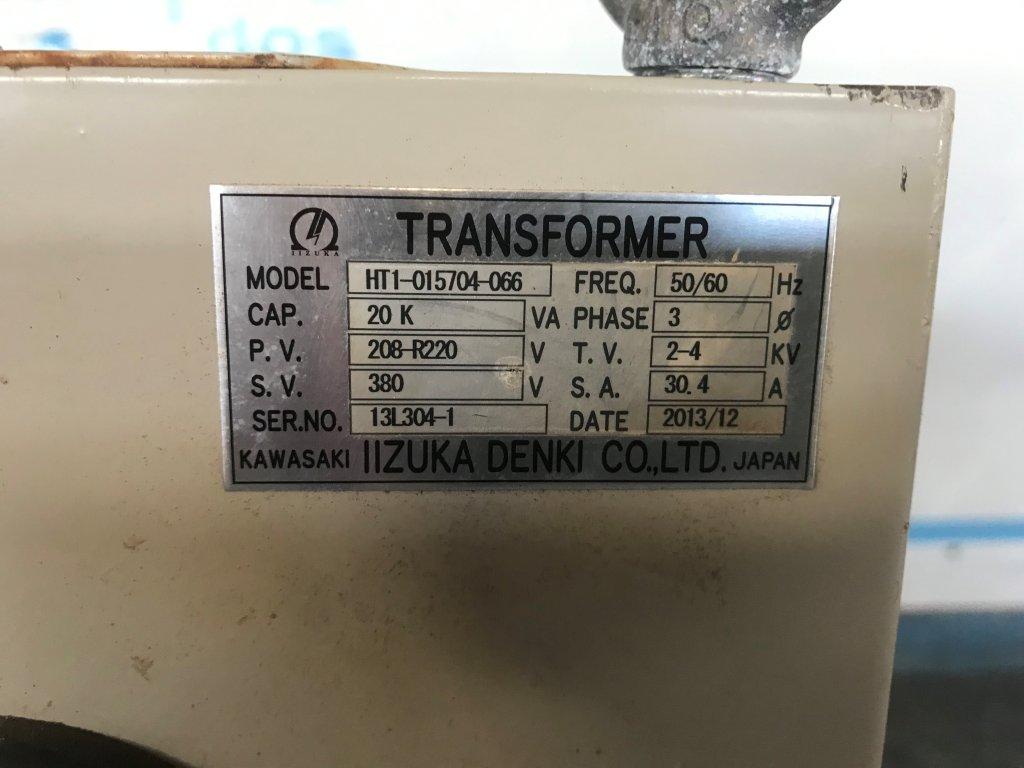 IIZUKA
TRANSFORMER
MODEL HT1-015704-066 FREQ. 50/60 Hz
CAP. 20 K VA PHASE 3 Ø
P. V. 208-R220 V T. V. 2-4 KV
S. V. 380 V S. A. 30.4 A
SER.NO. 13L304-1 DATE 2013/12
KAWASAKI IIZUKA DENKI CO.,LTD. JAPAN